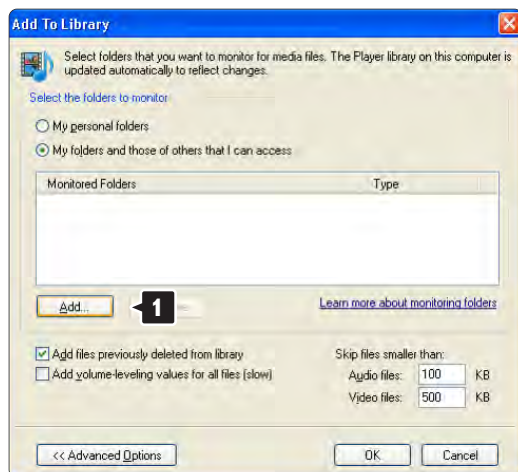 Add To Library
Select folders that you want to monitor for media files. The Player library on this computer is
updated automatically to reflect changes.
Select the folders to monitor
My personal folders
My folders and those of others that I can access
Monitored Folders Type
Add...
1
Learn more about monitoring folders
Add files previously deleted from library
Add volume-leveling values for all files (slow)
Skip files smaller than:
Audio files: 100 KB
Video files: 500 KB
<< Advanced Options OK Cancel